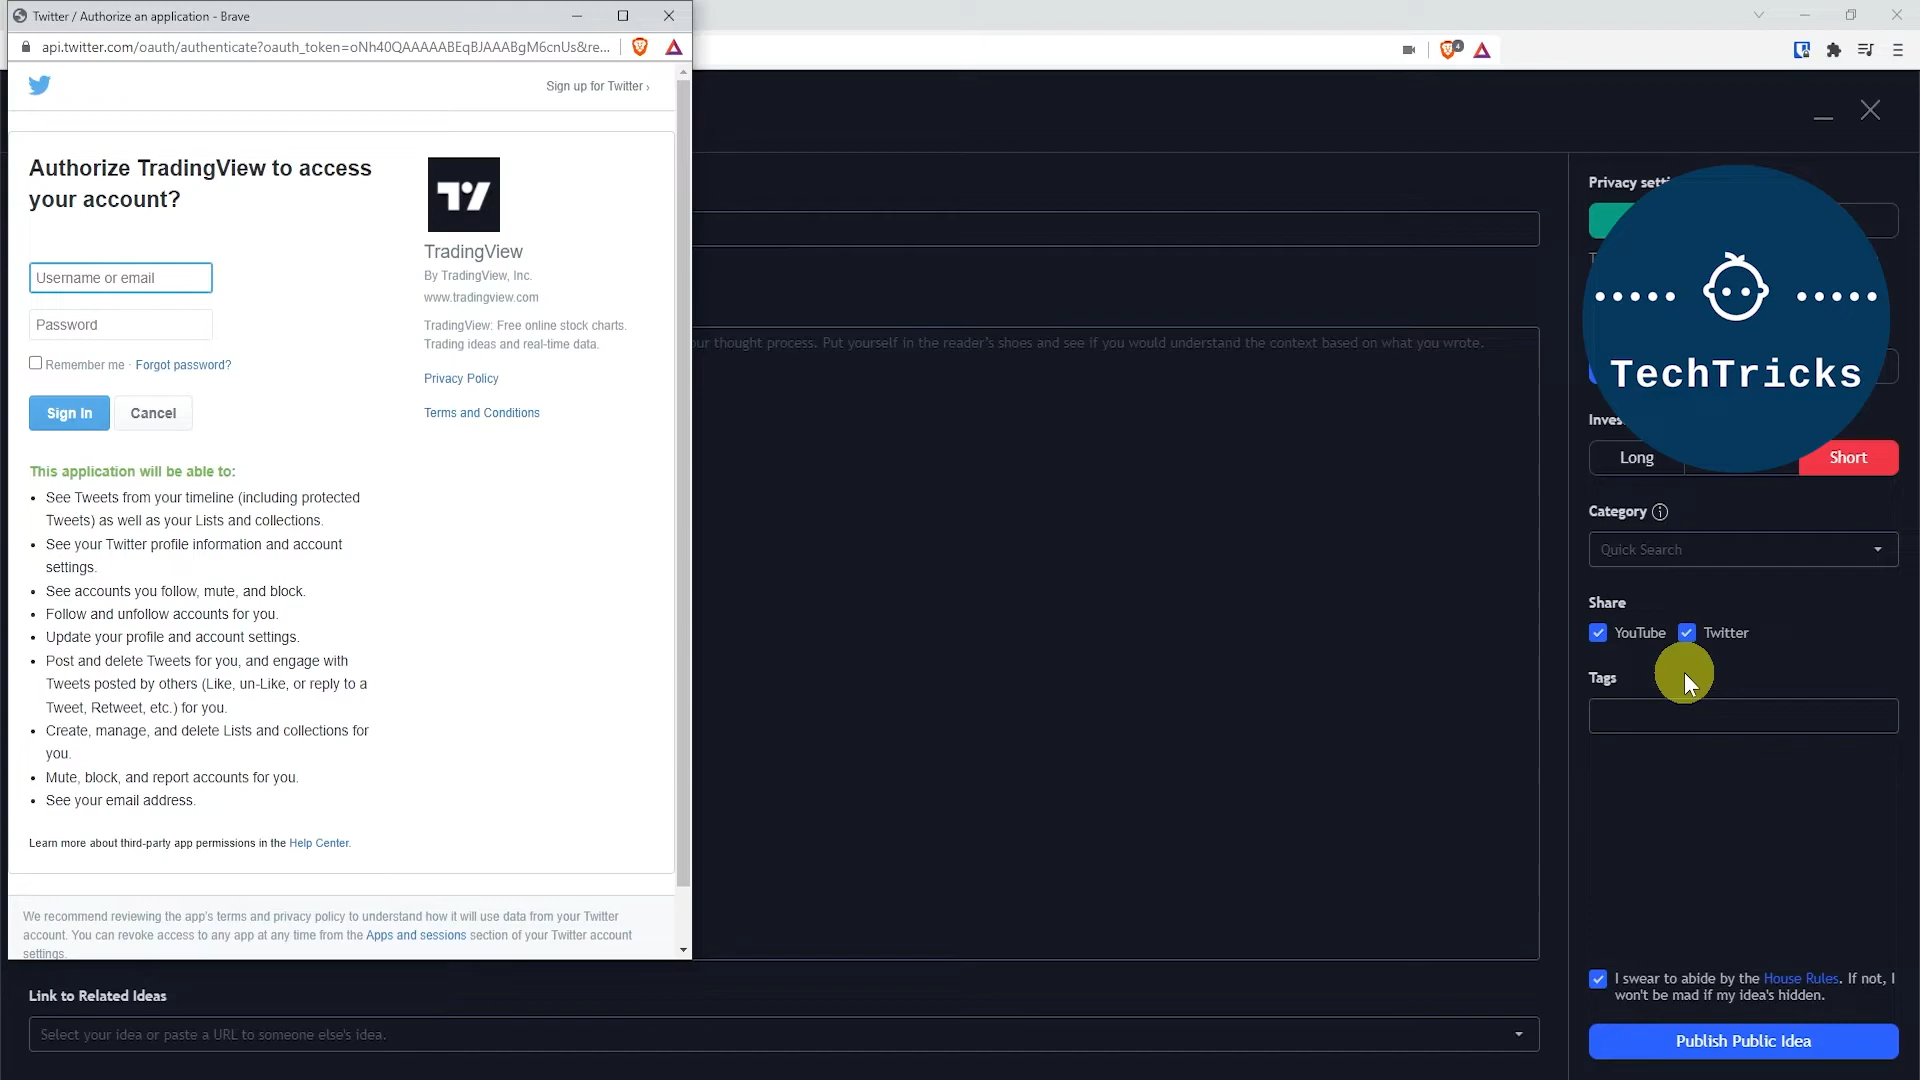 Twitter / Authorize an application - Brave
api.twitter.com/oauth/authenticate?oauth_token=oNh40QAAAAABEqBJAAABgM6cnUs&re...
4
Sign up for Twitter ›
Authorize TradingView to access
your account?
Username or email
Password
Remember me · Forgot password?
Sign In
Cancel
TradingView
By TradingView, Inc.
www.tradingview.com
TradingView: Free online stock charts.
Trading ideas and real-time data.
Privacy Policy
Terms and Conditions
This application will be able to:
• See Tweets from your timeline (including protected
Tweets) as well as your Lists and collections.
• See your Twitter profile information and account
settings.
• See accounts you follow, mute, and block.
• Follow and unfollow accounts for you.
• Update your profile and account settings.
• Post and delete Tweets for you, and engage with
Tweets posted by others (Like, un-Like, or reply to a
Tweet, Retweet, etc.) for you.
• Create, manage, and delete Lists and collections for
you.
• Mute, block, and report accounts for you.
• See your email address.
Learn more about third-party app permissions in the Help Center.
We recommend reviewing the app's terms and privacy policy to understand how it will use data from your Twitter
account. You can revoke access to any app at any time from the Apps and sessions section of your Twitter account
settings.
thought process. Put yourself in the reader's shoes and see if you would understand the context based on what you wrote.
Link to Related Ideas
Select your idea or paste a URL to someone else's idea.
Privacy
TechTricks
Long
Short
Category
Quick Search
Share
YouTube
Twitter
Tags
I swear to abide by the House Rules. If not, I
won't be mad if my idea's hidden.
Publish Public Idea